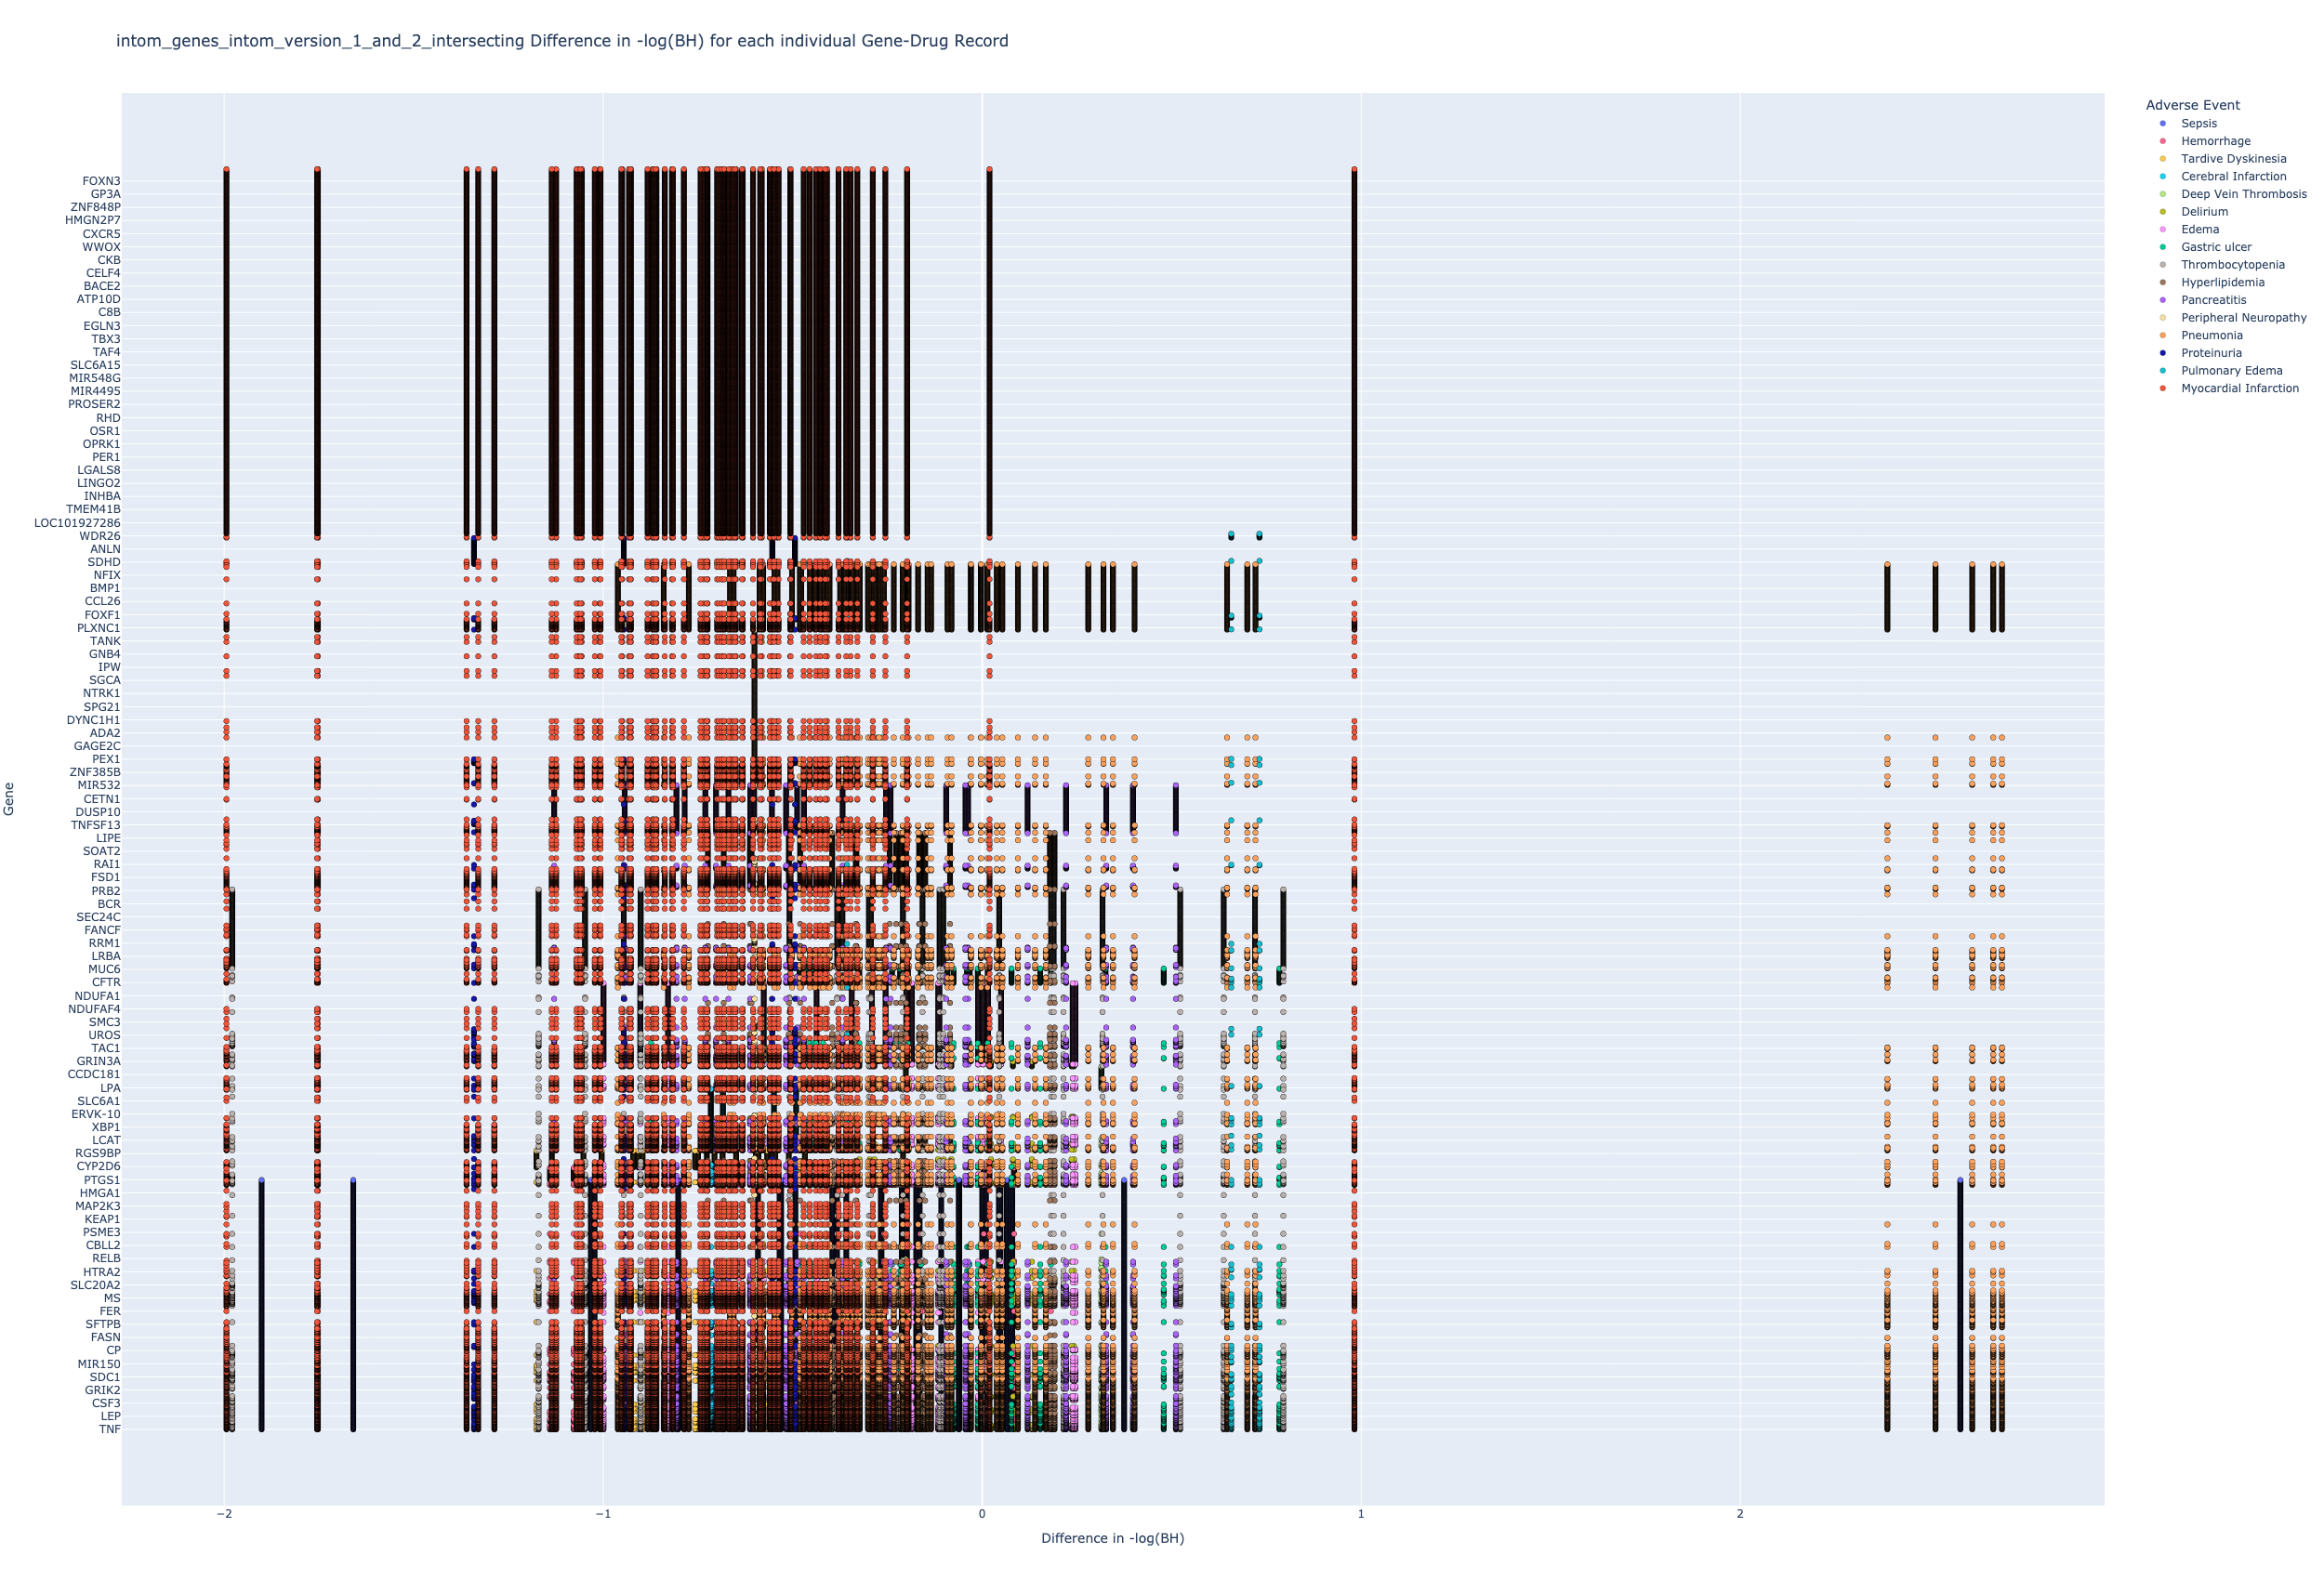 intom_genes_intom_version_1_and_2_intersecting Difference in -log(BH) for each individual Gene-Drug Record
Adverse Event
Sepsis
Hemorrhage
Tardive Dyskinesia
Cerebral Infarction
Deep Vein Thrombosis
Delirium
Edema
Gastric ulcer
Thrombocytopenia
Hyperlipidemia
Pancreatitis
Peripheral Neuropathy
Pneumonia
Proteinuria
Pulmonary Edema
Myocardial Infarction
Gene
FOXN3
GP3A
ZNF848P
HMGN2P7
CXCR5
WWOX
CKB
CELF4
BACE2
ATP10D
C8B
EGLN3
TBX3
TAF4
SLC6A15
MIR548G
MIR4495
PROSER2
RHD
OSR1
OPRK1
PER1
LGALS8
LINGO2
INHBA
TMEM41B
LOC101927286
WDR26
ANLN
SDHD
NFIX
BMP1
CCL26
FOXF1
PLXNC1
TANK
GNB4
IPW
SGCA
NTRK1
SPG21
DYNC1H1
ADA2
GAGE2C
PEX1
ZNF385B
MIR532
CETN1
DUSP10
TNFSF13
LIPE
SOAT2
RAI1
FSD1
PRB2
BCR
SEC24C
FANCF
RRM1
LRBA
MUC6
CFTR
NDUFA1
NDUFAF4
SMC3
UROS
TAC1
GRIN3A
CCDC181
LPA
SLC6A1
ERVK-10
XBP1
LCAT
RGS9BP
CYP2D6
PTGS1
HMGA1
MAP2K3
KEAP1
PSME3
CBLL2
RELB
HTRA2
SLC20A2
MS
FER
SFTPB
FASN
CP
MIR150
SDC1
GRIK2
CSF3
LEP
TNF
−2 −1 0 1 2
Difference in -log(BH)